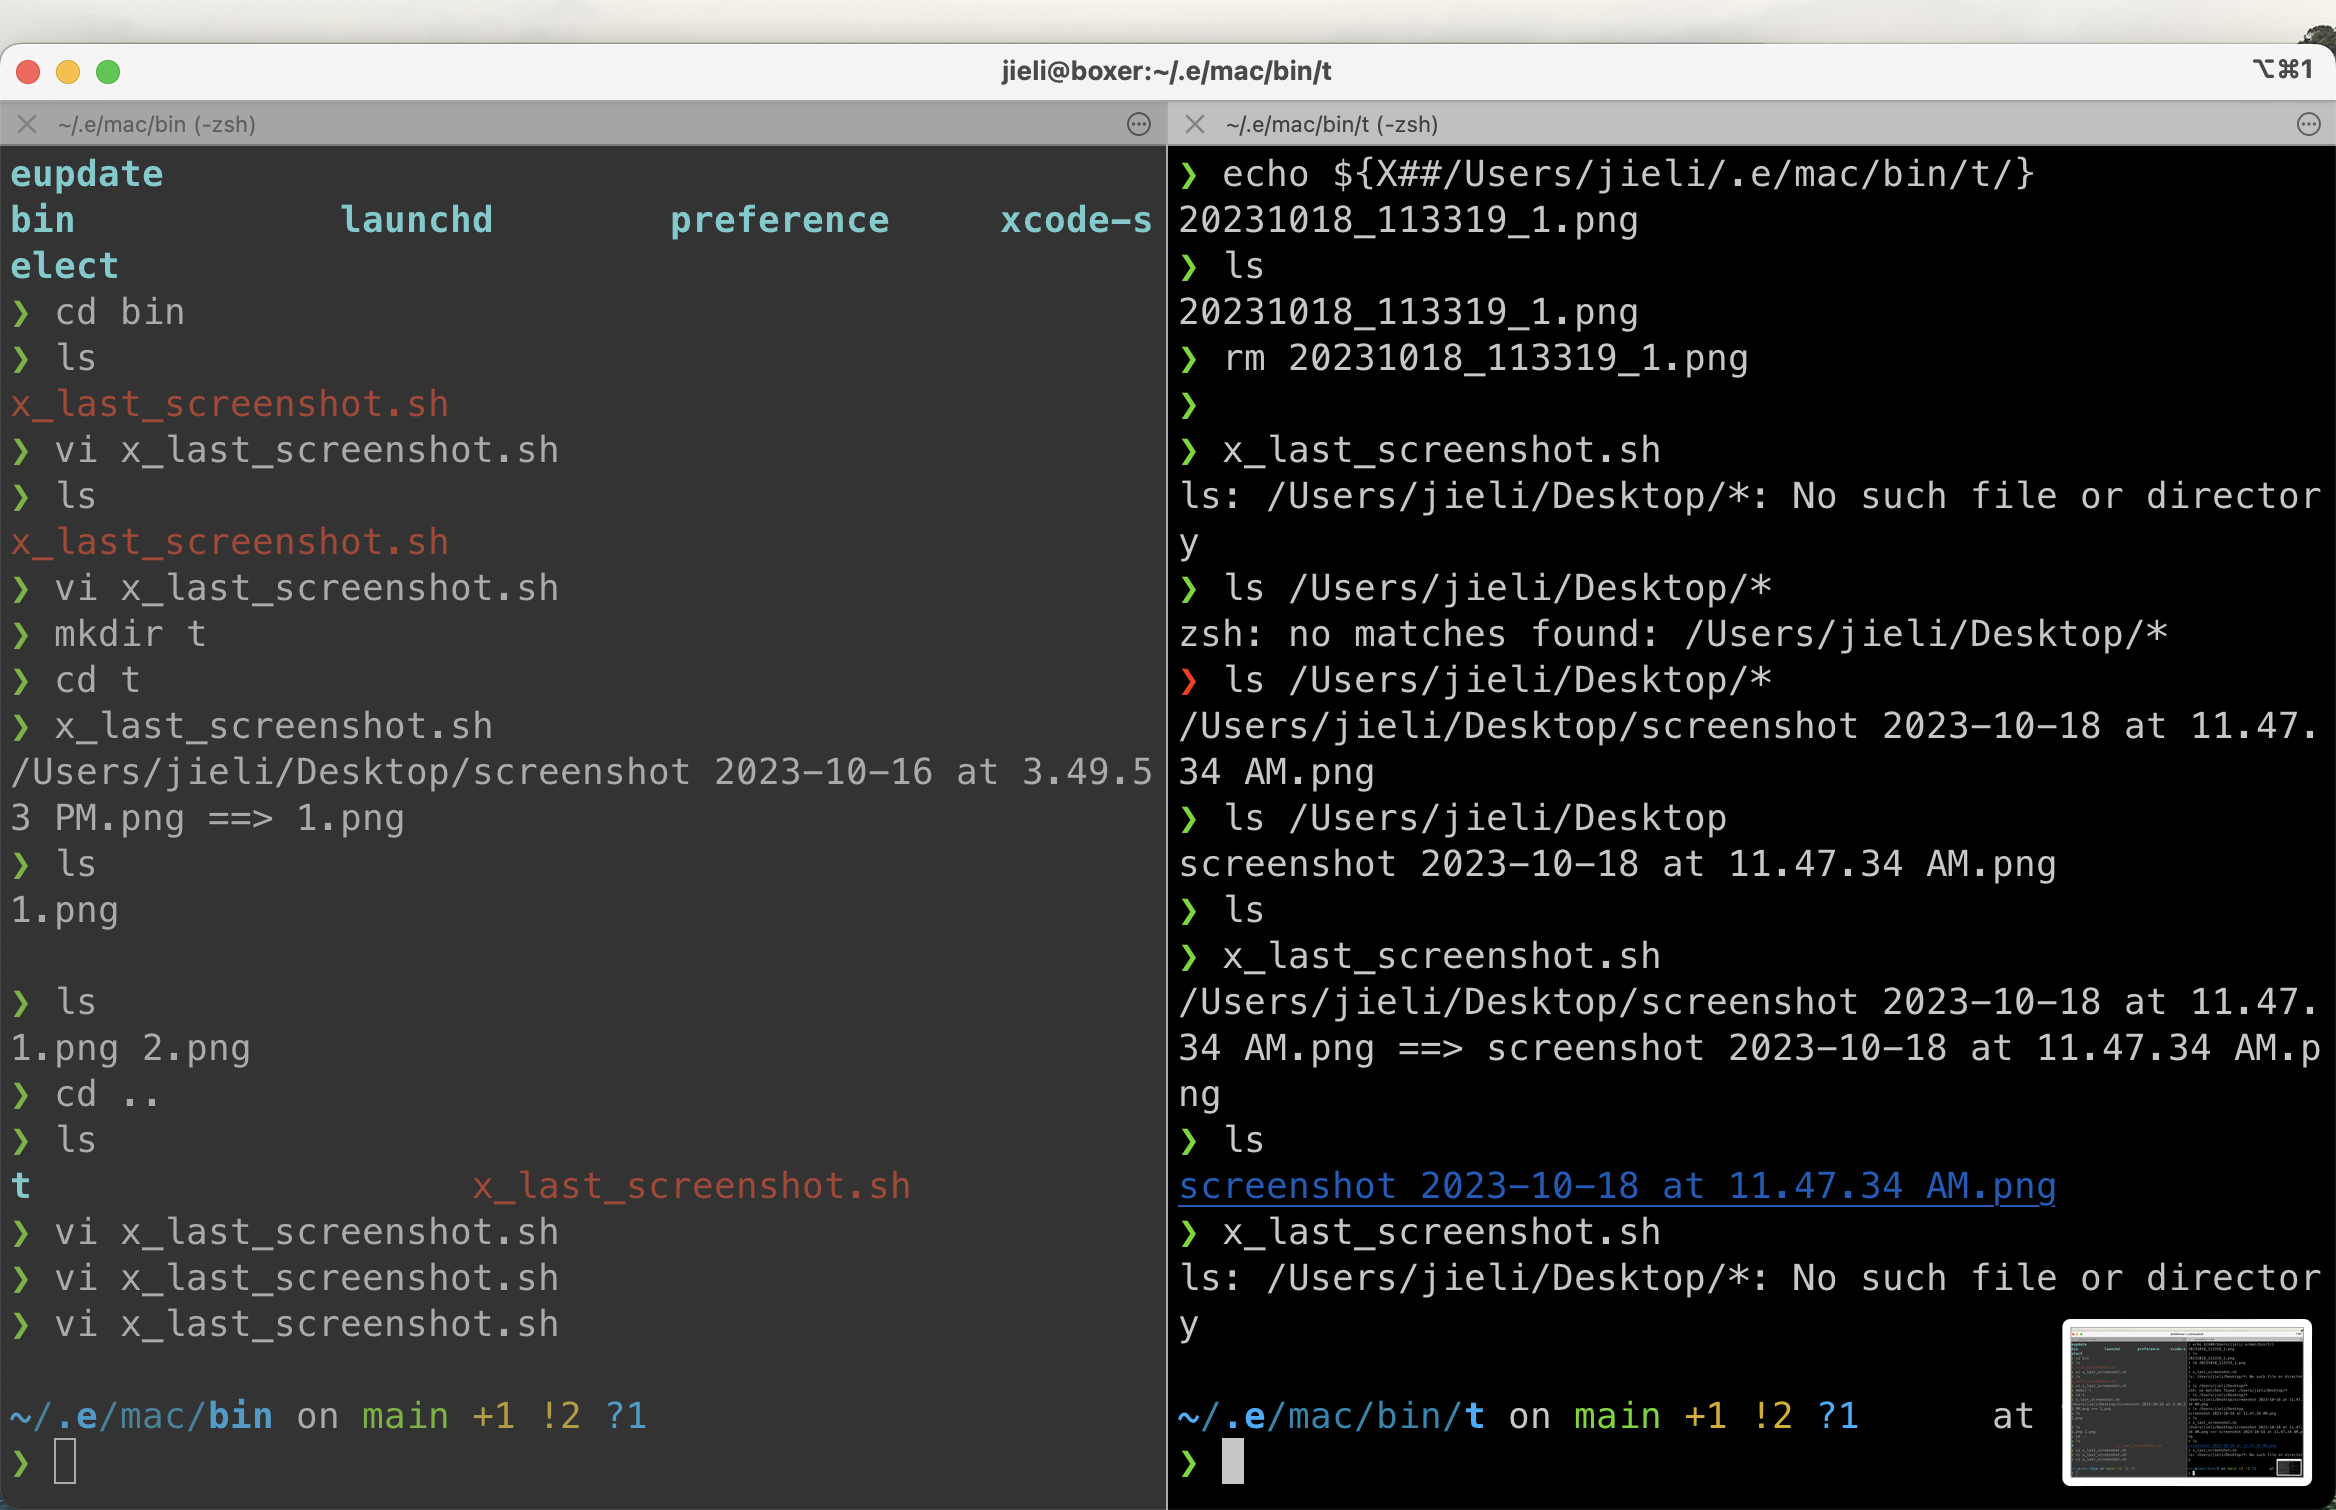 jieli@boxer:~/.e/mac/bin/t
⌥⌘1
~/.e/mac/bin (-zsh)
eupdate
bin launchd preference xcode-s
elect
❯ cd bin
❯ ls
x_last_screenshot.sh
❯ vi x_last_screenshot.sh
❯ ls
x_last_screenshot.sh
❯ vi x_last_screenshot.sh
❯ mkdir t
❯ cd t
❯ x_last_screenshot.sh
/Users/jieli/Desktop/screenshot 2023-10-16 at 3.49.5
3 PM.png ==> 1.png
❯ ls
1.png
❯ ls
1.png 2.png
❯ cd ..
❯ ls
t x_last_screenshot.sh
❯ vi x_last_screenshot.sh
❯ vi x_last_screenshot.sh
❯ vi x_last_screenshot.sh
~/.e/mac/bin on main +1 !2 ?1
❯
~/.e/mac/bin/t (-zsh)
❯ echo ${X##/Users/jieli/.e/mac/bin/t/}
20231018_113319_1.png
❯ ls
20231018_113319_1.png
❯ rm 20231018_113319_1.png
❯
❯ x_last_screenshot.sh
ls: /Users/jieli/Desktop/*: No such file or director
y
❯ ls /Users/jieli/Desktop/*
zsh: no matches found: /Users/jieli/Desktop/*
❯ ls /Users/jieli/Desktop/*
/Users/jieli/Desktop/screenshot 2023-10-18 at 11.47.
34 AM.png
❯ ls /Users/jieli/Desktop
screenshot 2023-10-18 at 11.47.34 AM.png
❯ ls
❯ x_last_screenshot.sh
/Users/jieli/Desktop/screenshot 2023-10-18 at 11.47.
34 AM.png ==> screenshot 2023-10-18 at 11.47.34 AM.p
ng
❯ ls
screenshot 2023-10-18 at 11.47.34 AM.png
❯ x_last_screenshot.sh
ls: /Users/jieli/Desktop/*: No such file or director
y
~/.e/mac/bin/t on main +1 !2 ?1 at
❯